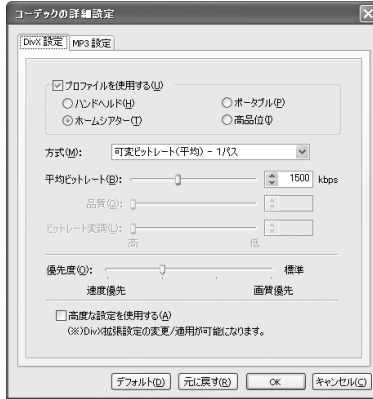 コーデックの詳細設定
DivX 設定 MP3 設定
プロファイルを使用する(U)
ハンドヘルド(H) ポータブル(P)
ホームシアター(T) 高品位(I)
方式(M): 可変ビットレート(平均) - 1パス
平均ビットレート(B): 1500 kbps
品質(Q):
ビットレート変調(L):
高 低
優先度(O): 標準
速度優先 画質優先
高度な設定を使用する(A)
(※)DivX拡張設定の変更/適用が可能になります。
デフォルト(D) 元に戻す(R) OK キャンセル(C)